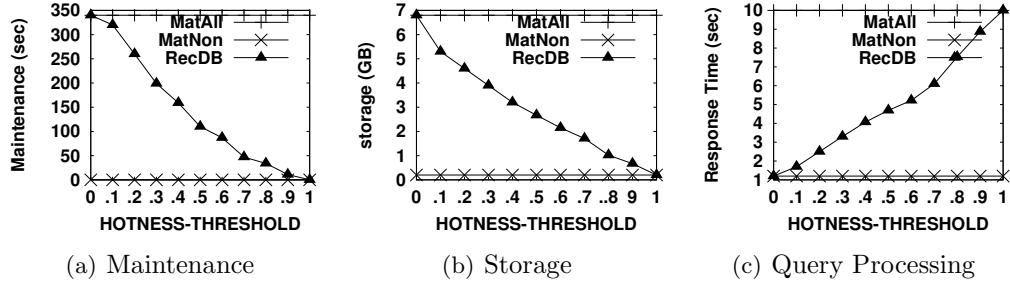 350
300
250
200
150
100
50
0
Maintenance (sec)
MatAll
MatNon
RecDB
0 .1 .2 .3 .4 .5 .6 .7 .8 .9 1
HOTNESS-THRESHOLD
(a) Maintenance
7
6
5
4
3
2
1
0
storage (GB)
MatAll
MatNon
RecDB
0 .1 .2 .3 .4 .5 .6 .7 .8 .9 1
HOTNESS-THRESHOLD
(b) Storage
10
9
8
7
6
5
4
3
2
1
Response Time (sec)
MatAll
MatNon
RecDB
0 .1 .2 .3 .4 .5 .6 .7 .8 .9 1
HOTNESS-THRESHOLD
(c) Query Processing